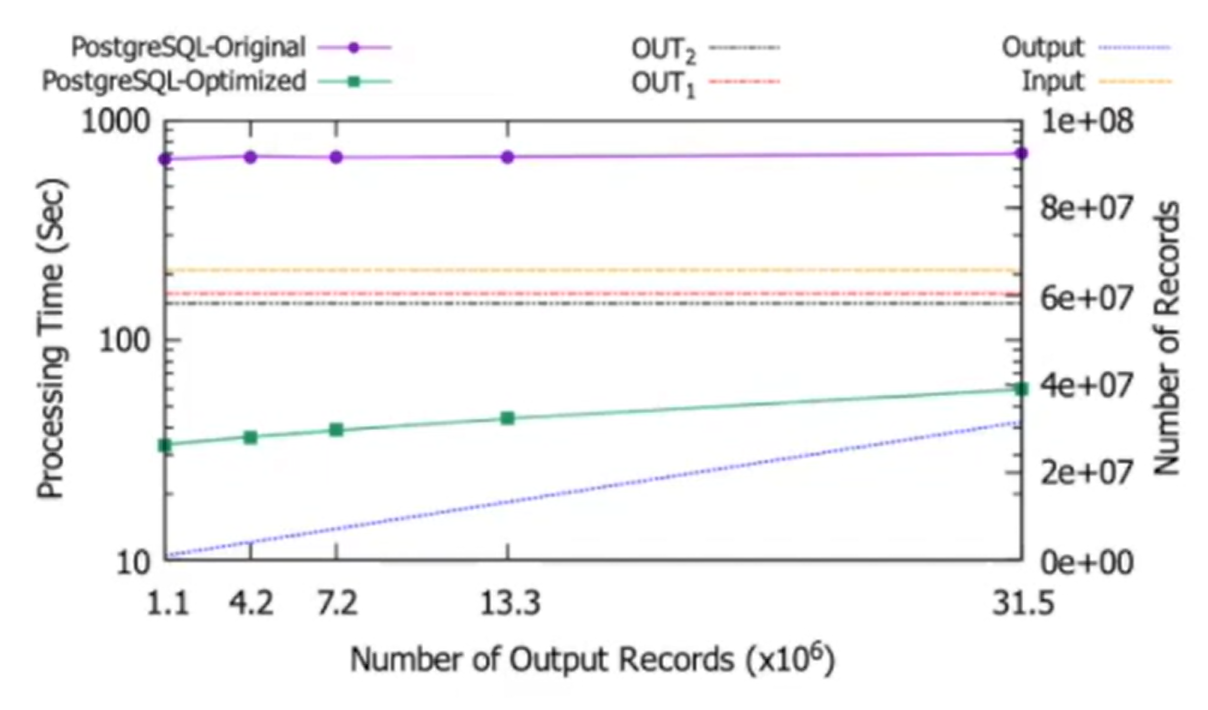 PostgreSQL-Original OUT₂ Output
PostgreSQL-Optimized OUT₁ Input
1000 1e+08
8e+07
6e+07
100
4e+07
2e+07
10 0e+00
Processing Time (Sec)
Number of Records
1.1 4.2 7.2 13.3 31.5
Number of Output Records (x10⁶)